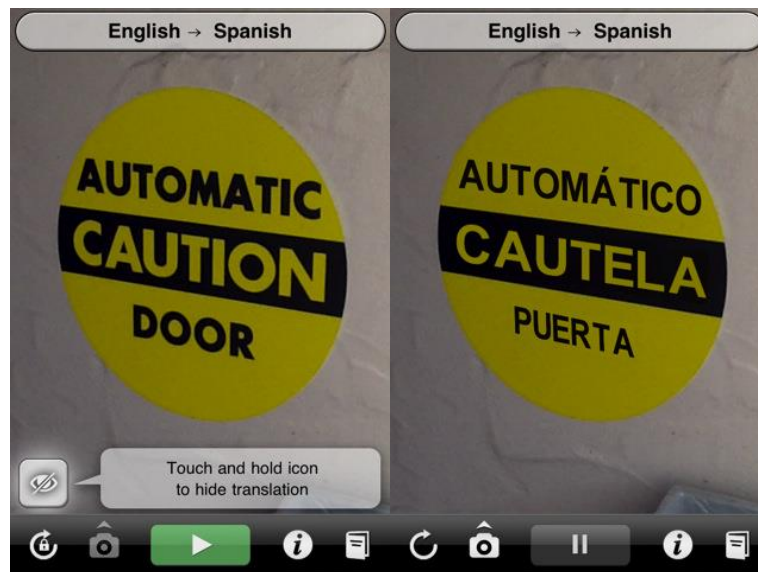 English → Spanish
AUTOMATIC
CAUTION
DOOR
Touch and hold icon
to hide translation
English → Spanish
AUTOMÁTICO
CAUTELA
PUERTA